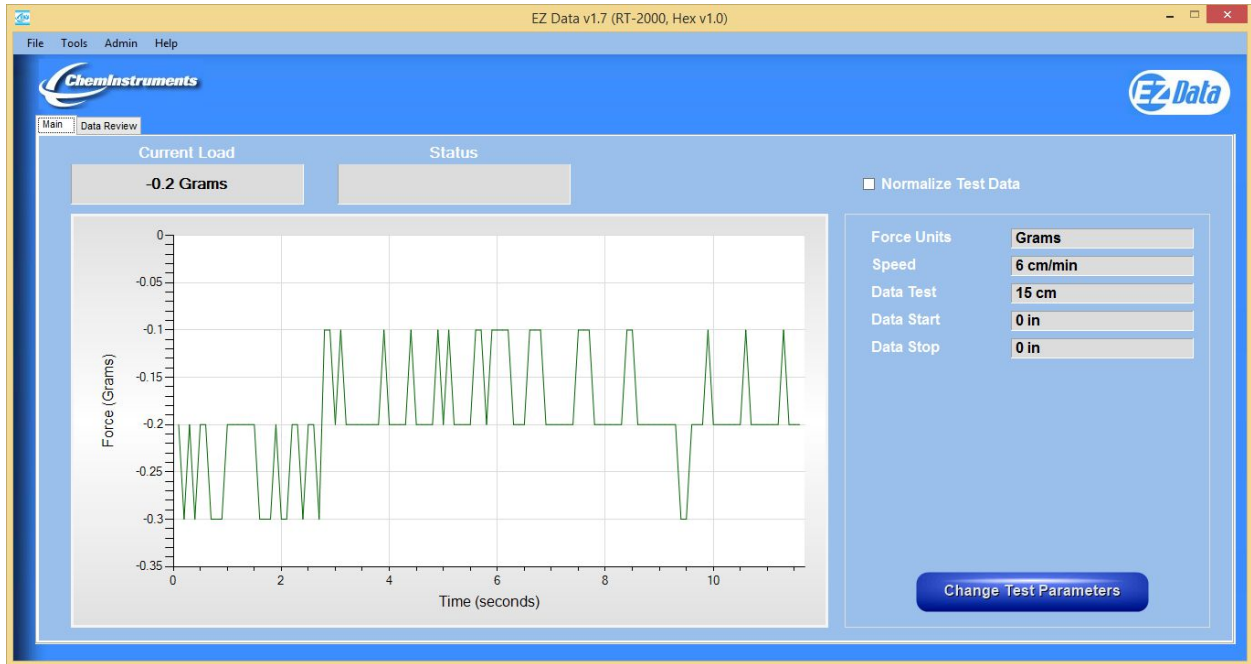 EZ Data v1.7 (RT-2000, Hex v1.0)
File Tools Admin Help
ChemInstruments
EZ Data
Main Data Review
Current Load Status
-0.2 Grams
Normalize Test Data
Force Units Grams
Speed 6 cm/min
Data Test 15 cm
Data Start 0 in
Data Stop 0 in
Force (Grams)
0
-0.05
-0.1
-0.15
-0.2
-0.25
-0.3
-0.35
0 2 4 6 8 10
Time (seconds)
Change Test Parameters